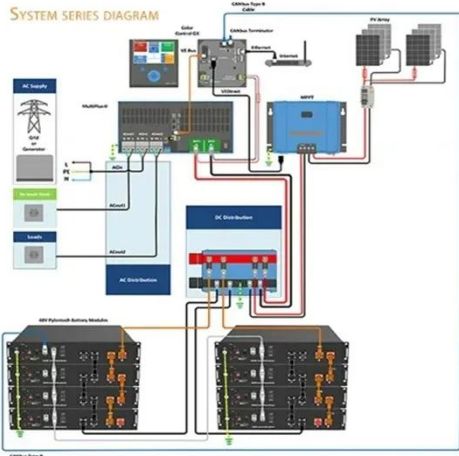 SYSTEM SERIES DIAGRAM
CANbus Type B
Cable
Color
Control GX
CANbus Terminator
PV Array
VE Bus
Ethernet
Internet
AC Supply
VEDirect
MultiPlus-II
MPPT
Grid
or
Generator
L
PE
N
ACin
ACout1
Loads
DC Distribution
ACout2
AC Distribution
48V Pylontech Battery Modules
CANbus Type B